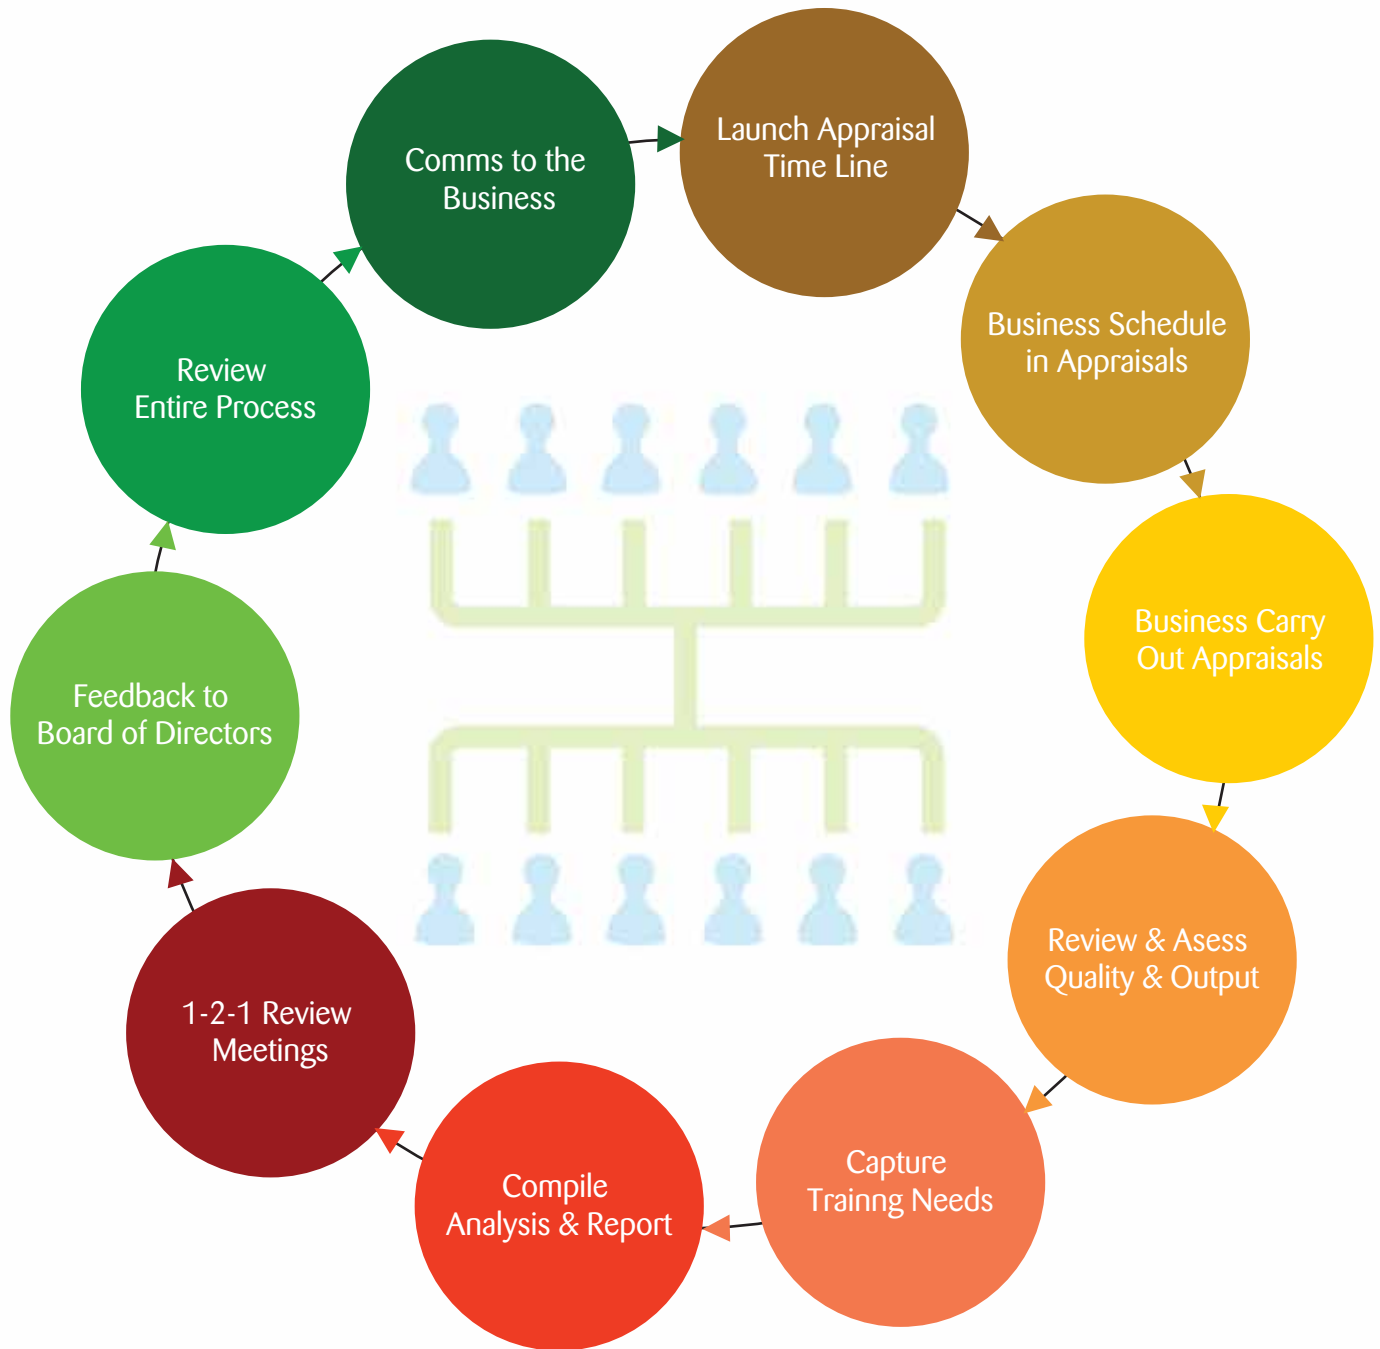 Comms to the
Business
Launch Appraisal
Time Line
Business Schedule
in Appraisals
Business Carry
Out Appraisals
Review & Asess
Quality & Output
Capture
Trainng Needs
Compile
Analysis & Report
1-2-1 Review
Meetings
Feedback to
Board of Directors
Review
Entire Process